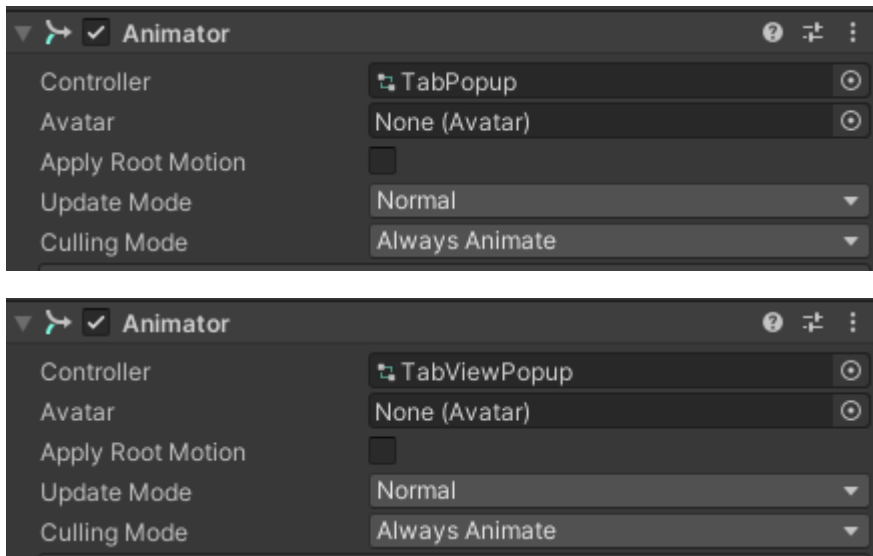 Animator
Controller TabPopup
Avatar None (Avatar)
Apply Root Motion
Update Mode Normal
Culling Mode Always Animate
Animator
Controller TabViewPopup
Avatar None (Avatar)
Apply Root Motion
Update Mode Normal
Culling Mode Always Animate